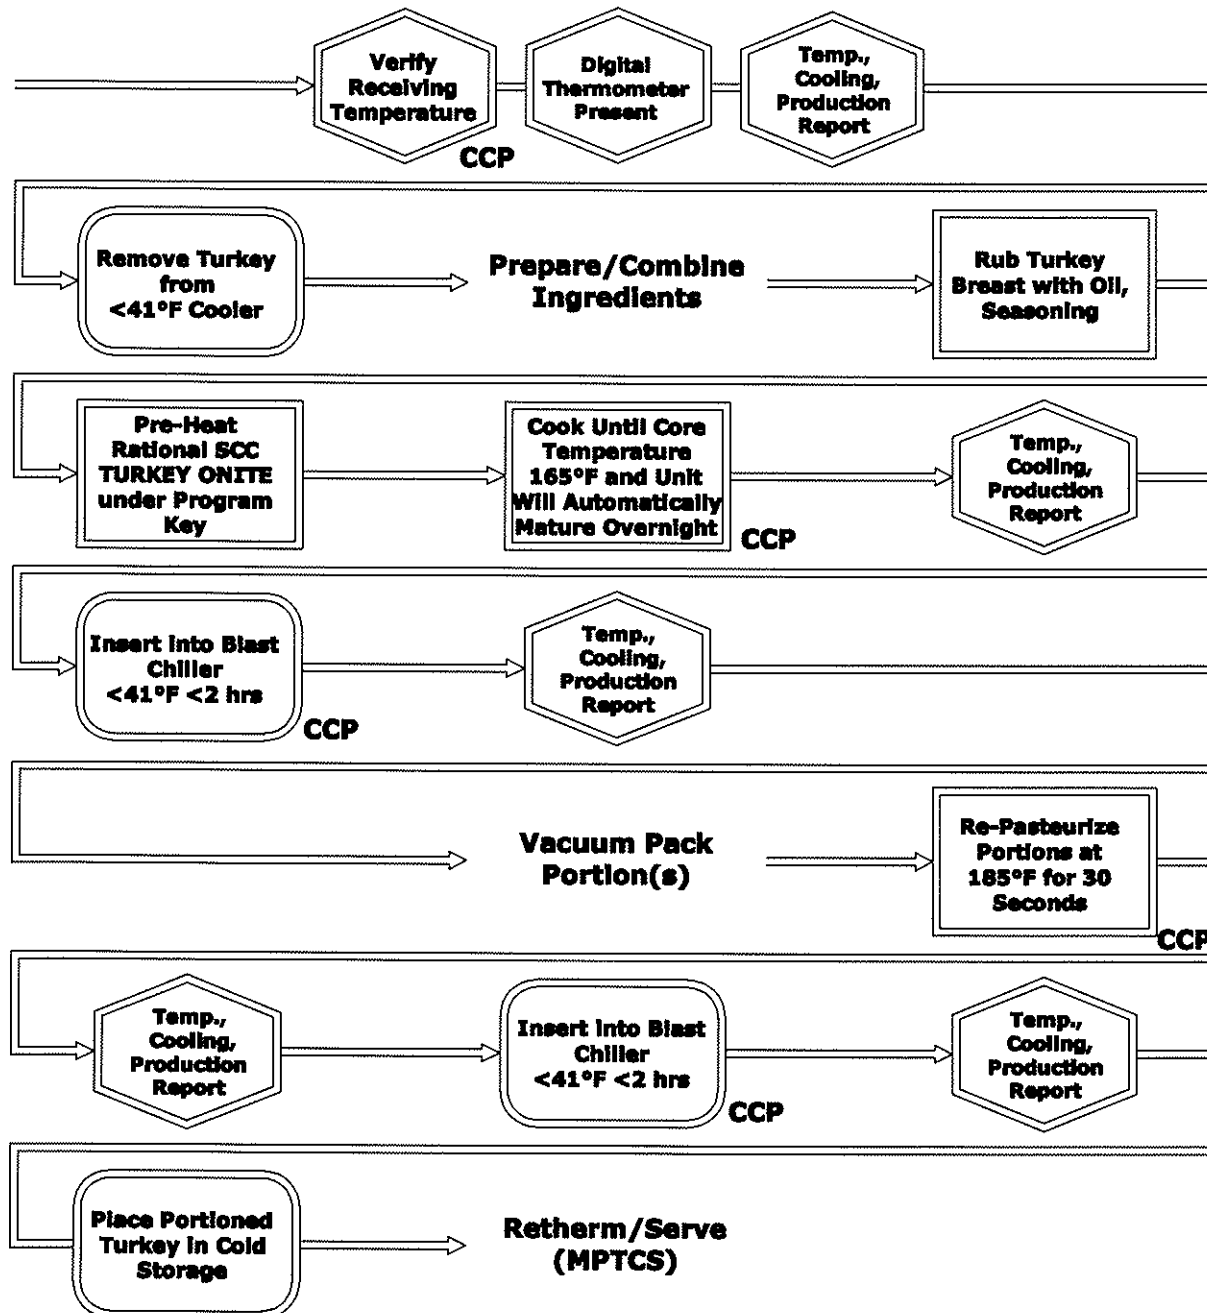 Verify
Receiving
Temperature
CCP
Digital
Thermometer
Present
Temp.,
Cooling,
Production
Report
Remove Turkey
from
<41°F Cooler
Prepare/Combine
Ingredients
Rub Turkey
Breast with Oil,
Seasoning
Pre-Heat
Rational SCC
TURKEY ONITE
under Program
Key
Cook Until Core
Temperature
165°F and Unit
Will Automatically
Mature Overnight
CCP
Temp.,
Cooling,
Production
Report
Insert into Blast
Chiller
<41°F <2 hrs
CCP
Temp.,
Cooling,
Production
Report
Vacuum Pack
Portion(s)
Re-Pasteurize
Portions at
185°F for 30
Seconds
CCP
Temp.,
Cooling,
Production
Report
Insert into Blast
Chiller
<41°F <2 hrs
CCP
Temp.,
Cooling,
Production
Report
Place Portioned
Turkey in Cold
Storage
Retherm/Serve
(MPTCS)